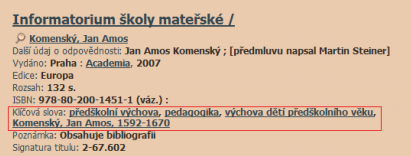 Informatorium školy mateřské /
Komenský, Jan Amos
Další údaj o odpovědnosti: Jan Amos Komenský ; [předmluvu napsal Martin Steiner]
Vydáno: Praha : Academia, 2007
Edice: Europa
Rozsah: 132 s.
ISBN: 978-80-200-1451-1 (váz.) :
Klíčová slova: předškolní výchova, pedagogika, výchova dětí předškolního věku,
Komenský, Jan Amos, 1592-1670
Poznámka: Obsahuje bibliografii
Signatura titulu: 2-67.602